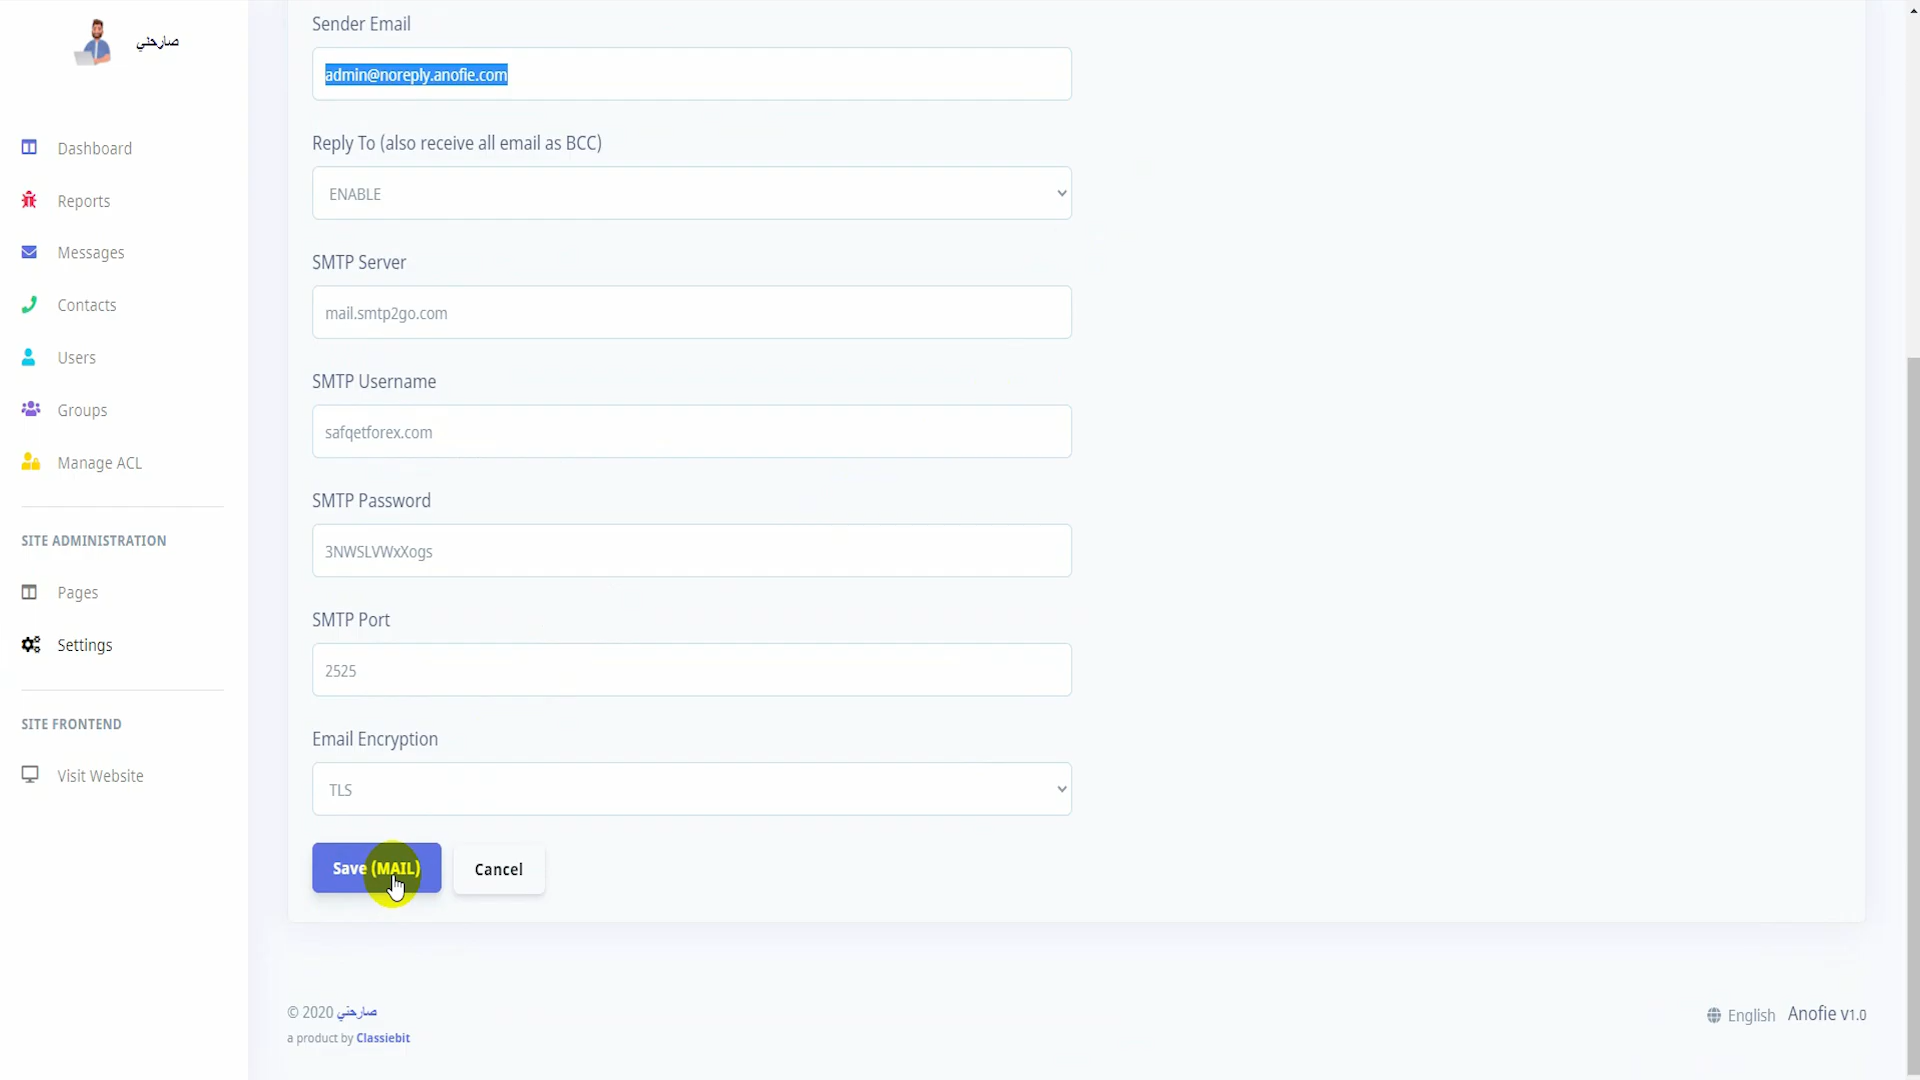 صارحني
Dashboard
Reports
Messages
Contacts
Users
Groups
Manage ACL
SITE ADMINISTRATION
Pages
Settings
SITE FRONTEND
Visit Website
Sender Email
admin@noreply.anofie.com
Reply To (also receive all email as BCC)
ENABLE
SMTP Server
mail.smtp2go.com
SMTP Username
safqetforex.com
SMTP Password
3NWSLVWxXogs
SMTP Port
2525
Email Encryption
TLS
Save (MAIL)
Cancel
© 2020 صارحني
a product by Classiebit
English
Anofie v1.0